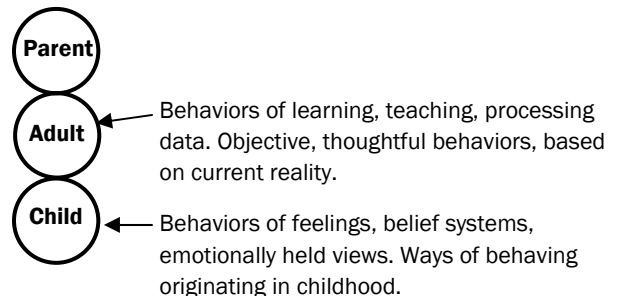 Parent
Adult
Behaviors of learning, teaching, processing
data. Objective, thoughtful behaviors, based
on current reality.
Child
Behaviors of feelings, belief systems,
emotionally held views. Ways of behaving
originating in childhood.